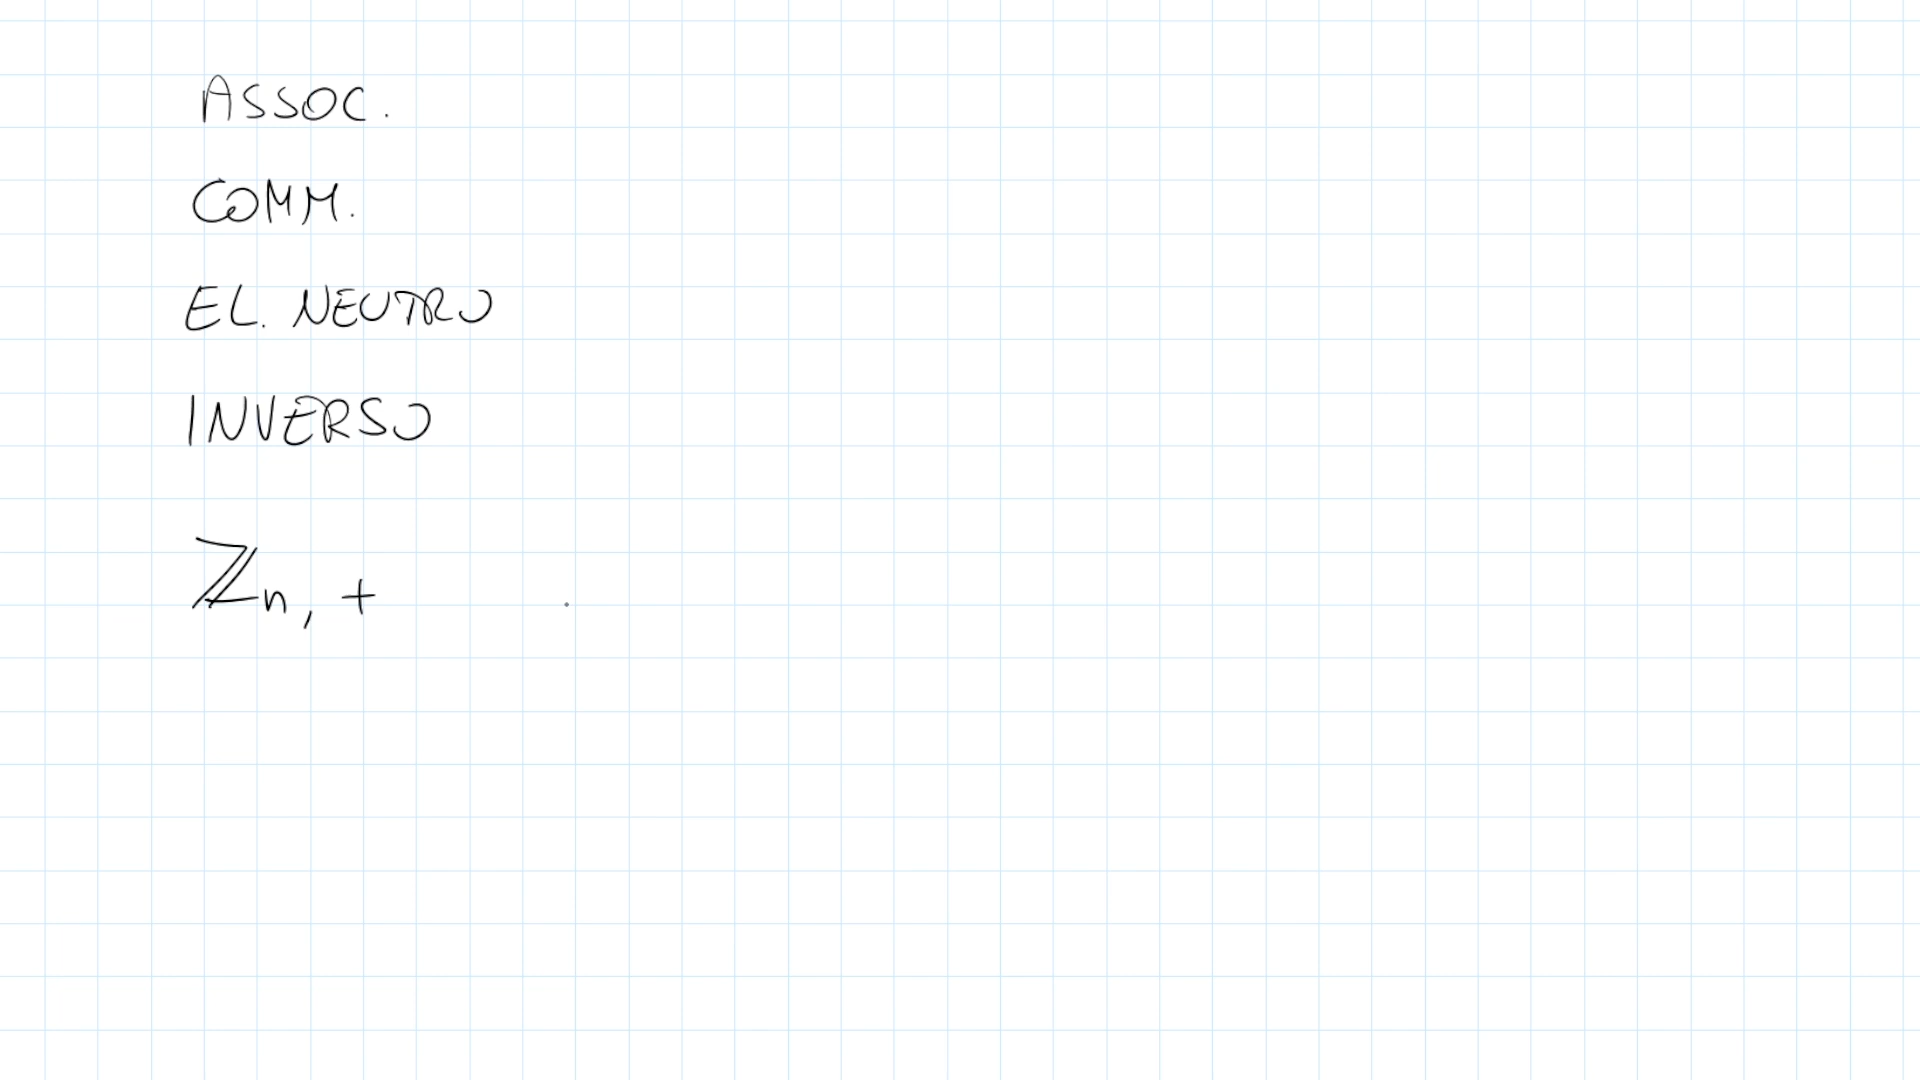 ASSOC.
COMM.
EL. NEUTRO
INVERSO
ℤn, +